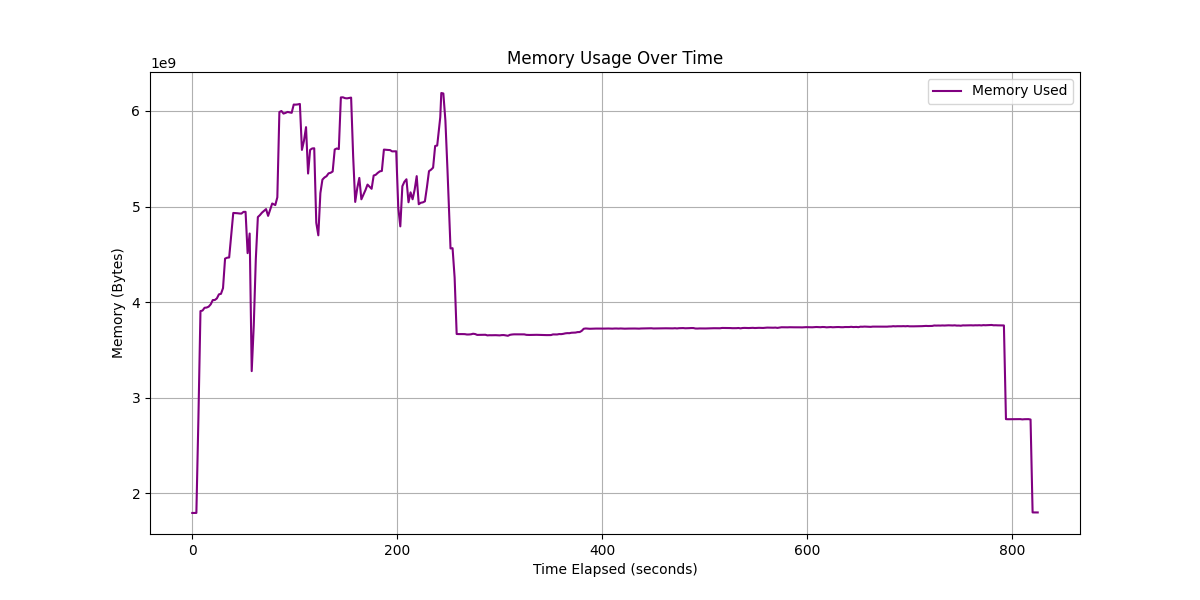 Memory Usage Over Time
1e9
Memory Used
6
5
4
3
2
Memory (Bytes)
0 200 400 600 800
Time Elapsed (seconds)